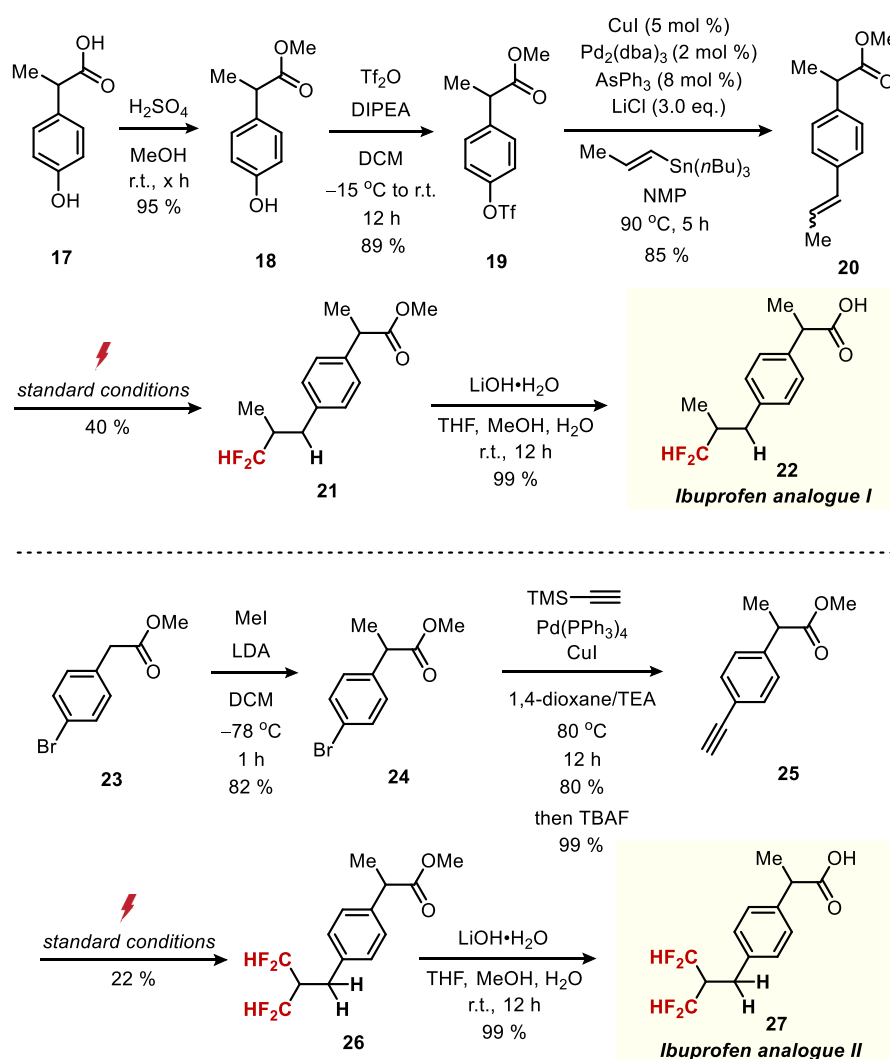 OH
Me
O
OH
17
H₂SO₄
MeOH
r.t., x h
95 %
OMe
Me
O
OH
18
Tf₂O
DIPEA
DCM
–15 °C to r.t.
12 h
89 %
OMe
Me
O
OTf
19
CuI (5 mol %)
Pd₂(dba)₃ (2 mol %)
AsPh₃ (8 mol %)
LiCl (3.0 eq.)
Me
Sn(nBu)₃
NMP
90 °C, 5 h
85 %
OMe
Me
O
Me
20
standard conditions
40 %
Me
OMe
O
Me
HF₂C
H
21
LiOH•H₂O
THF, MeOH, H₂O
r.t., 12 h
99 %
Me
OH
O
Me
HF₂C
H
22
Ibuprofen analogue I
OMe
O
Br
23
MeI
LDA
DCM
–78 °C
1 h
82 %
Me
OMe
O
Br
24
TMS
Pd(PPh₃)₄
CuI
1,4-dioxane/TEA
80 °C
12 h
80 %
then TBAF
99 %
Me
OMe
O
25
standard conditions
22 %
Me
OMe
O
HF₂C
H
HF₂C
H
26
LiOH•H₂O
THF, MeOH, H₂O
r.t., 12 h
99 %
Me
OH
O
HF₂C
H
HF₂C
H
27
Ibuprofen analogue II